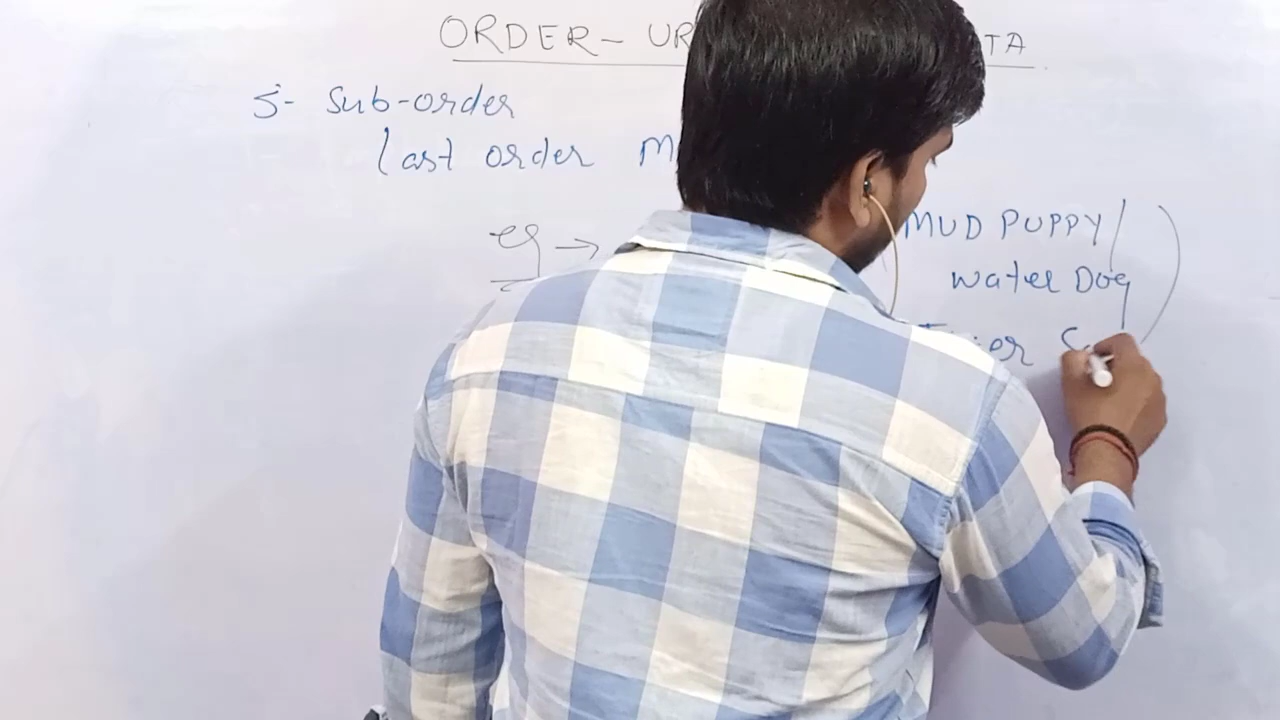 ORDER- UR TA
5- Sub-order
last order M
eg →
MUD PUPPY/
Water Dog